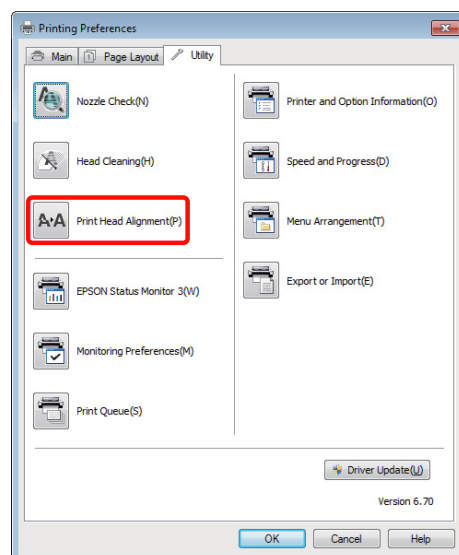 Printing Preferences
Main
Page Layout
Utility
Nozzle Check(N)
Head Cleaning(H)
Print Head Alignment(P)
EPSON Status Monitor 3(W)
Monitoring Preferences(M)
Print Queue(S)
Printer and Option Information(O)
Speed and Progress(D)
Menu Arrangement(T)
Export or Import(E)
Driver Update(U)
Version 6.70
OK
Cancel
Help